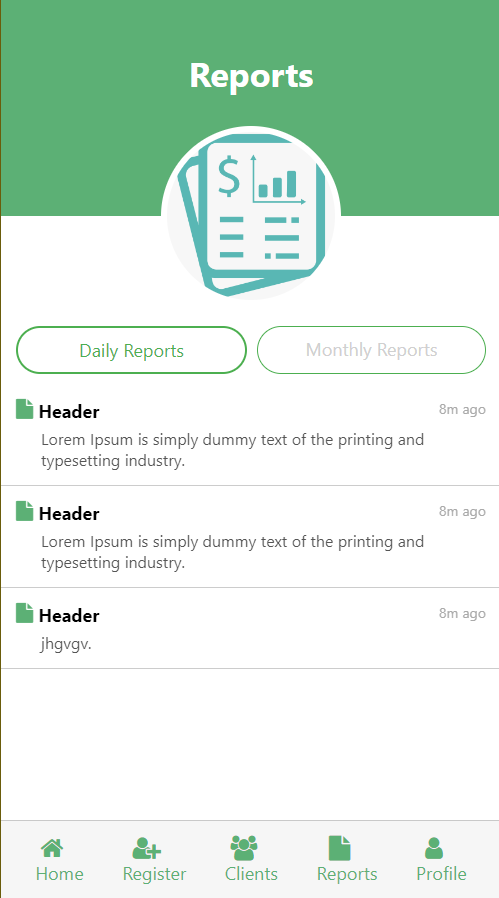 Reports
$
Daily Reports
Monthly Reports
Header
8m ago
Lorem Ipsum is simply dummy text of the printing and
typesetting industry.
Header
8m ago
Lorem Ipsum is simply dummy text of the printing and
typesetting industry.
Header
8m ago
jhgvgv.
Home
Register
Clients
Reports
Profile